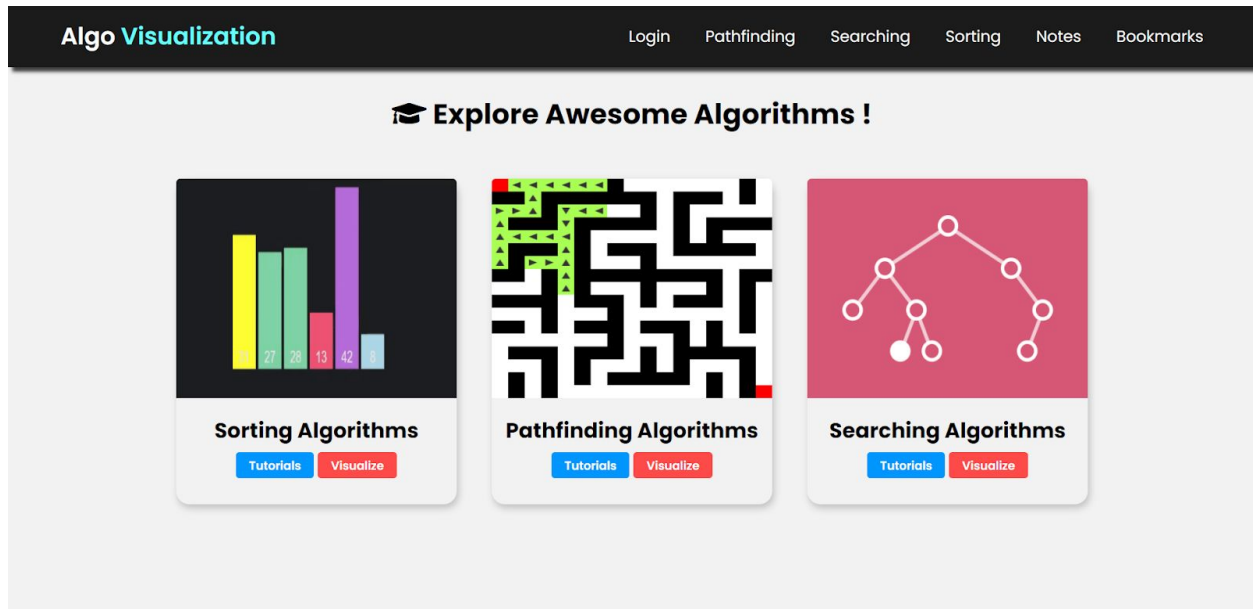 Algo Visualization
Login Pathfinding Searching Sorting Notes Bookmarks
Explore Awesome Algorithms !
27 28 13 42 8
Sorting Algorithms
Tutorials Visualize
Pathfinding Algorithms
Tutorials Visualize
Searching Algorithms
Tutorials Visualize